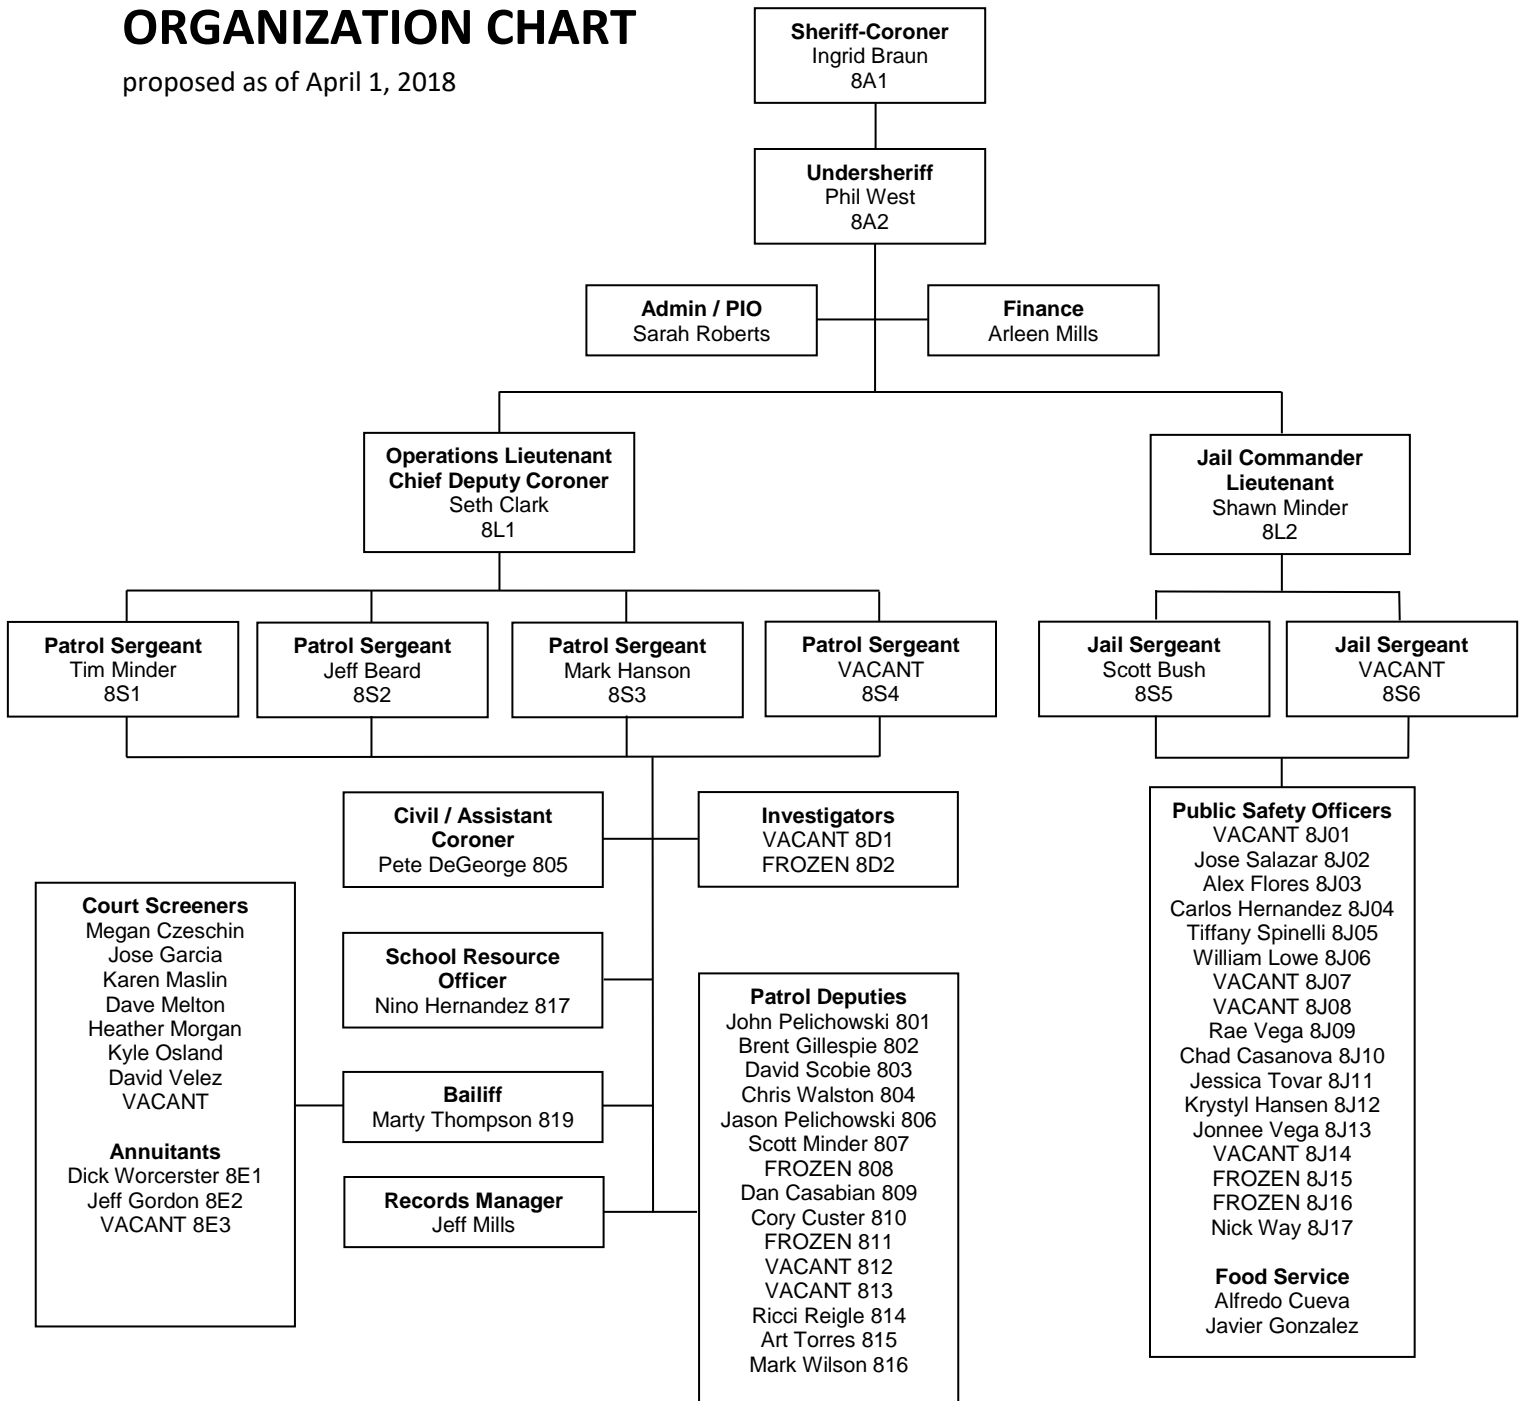 ORGANIZATION CHART
proposed as of April 1, 2018
Sheriff-Coroner
Ingrid Braun
8A1
Undersheriff
Phil West
8A2
Admin / PIO
Sarah Roberts
Finance
Arleen Mills
Operations Lieutenant
Chief Deputy Coroner
Seth Clark
8L1
Jail Commander
Lieutenant
Shawn Minder
8L2
Patrol Sergeant
Tim Minder
8S1
Patrol Sergeant
Jeff Beard
8S2
Patrol Sergeant
Mark Hanson
8S3
Patrol Sergeant
VACANT
8S4
Jail Sergeant
Scott Bush
8S5
Jail Sergeant
VACANT
8S6
Civil / Assistant
Coroner
Pete DeGeorge 805
Investigators
VACANT 8D1
FROZEN 8D2
Court Screeners
Megan Czeschin
Jose Garcia
Karen Maslin
Dave Melton
Heather Morgan
Kyle Osland
David Velez
VACANT
Annuitants
Dick Worcerster 8E1
Jeff Gordon 8E2
VACANT 8E3
School Resource
Officer
Nino Hernandez 817
Bailiff
Marty Thompson 819
Records Manager
Jeff Mills
Patrol Deputies
John Pelichowski 801
Brent Gillespie 802
David Scobie 803
Chris Walston 804
Jason Pelichowski 806
Scott Minder 807
FROZEN 808
Dan Casabian 809
Cory Custer 810
FROZEN 811
VACANT 812
VACANT 813
Ricci Reigle 814
Art Torres 815
Mark Wilson 816
Public Safety Officers
VACANT 8J01
Jose Salazar 8J02
Alex Flores 8J03
Carlos Hernandez 8J04
Tiffany Spinelli 8J05
William Lowe 8J06
VACANT 8J07
VACANT 8J08
Rae Vega 8J09
Chad Casanova 8J10
Jessica Tovar 8J11
Krystyl Hansen 8J12
Jonnee Vega 8J13
VACANT 8J14
FROZEN 8J15
FROZEN 8J16
Nick Way 8J17
Food Service
Alfredo Cueva
Javier Gonzalez